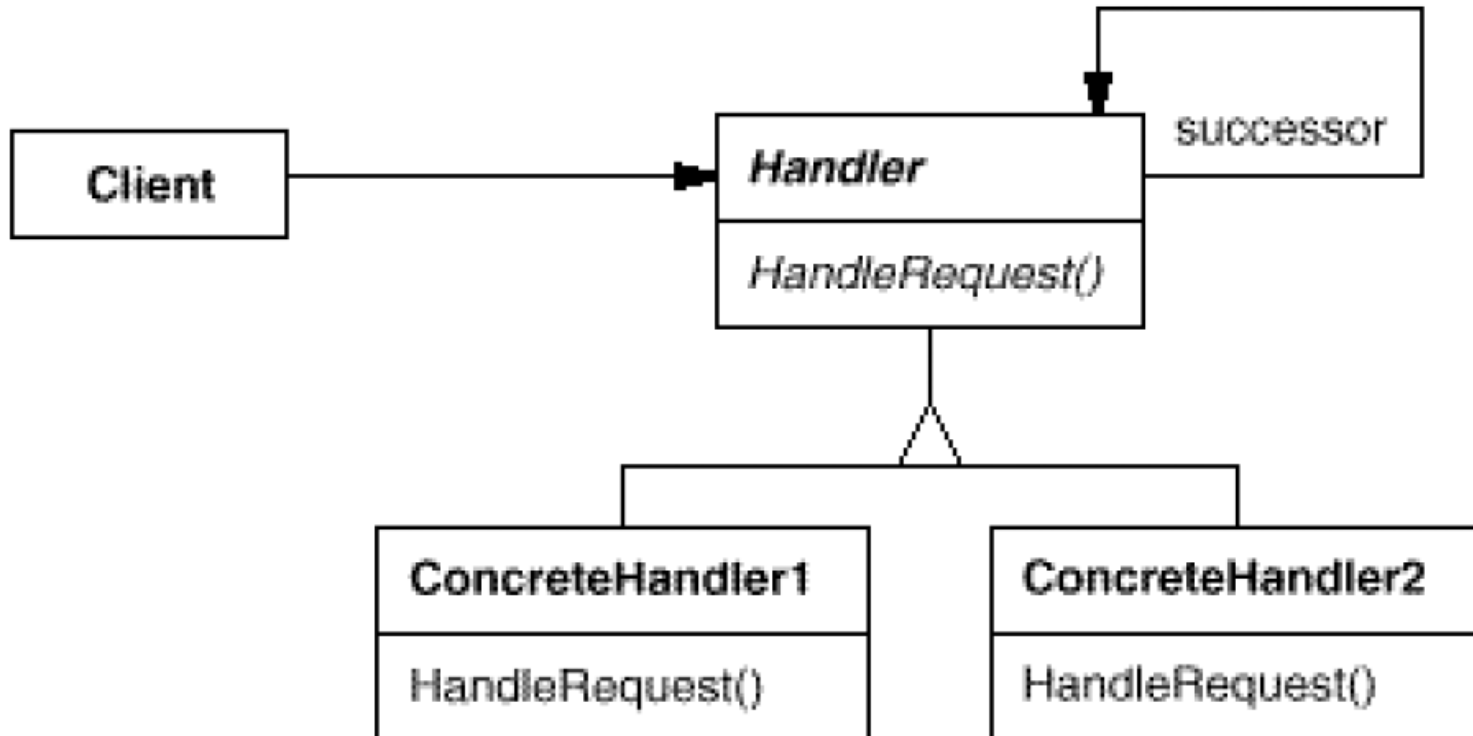 successor
Client
Handler
HandleRequest()
ConcreteHandler1
ConcreteHandler2
HandleRequest()
HandleRequest()